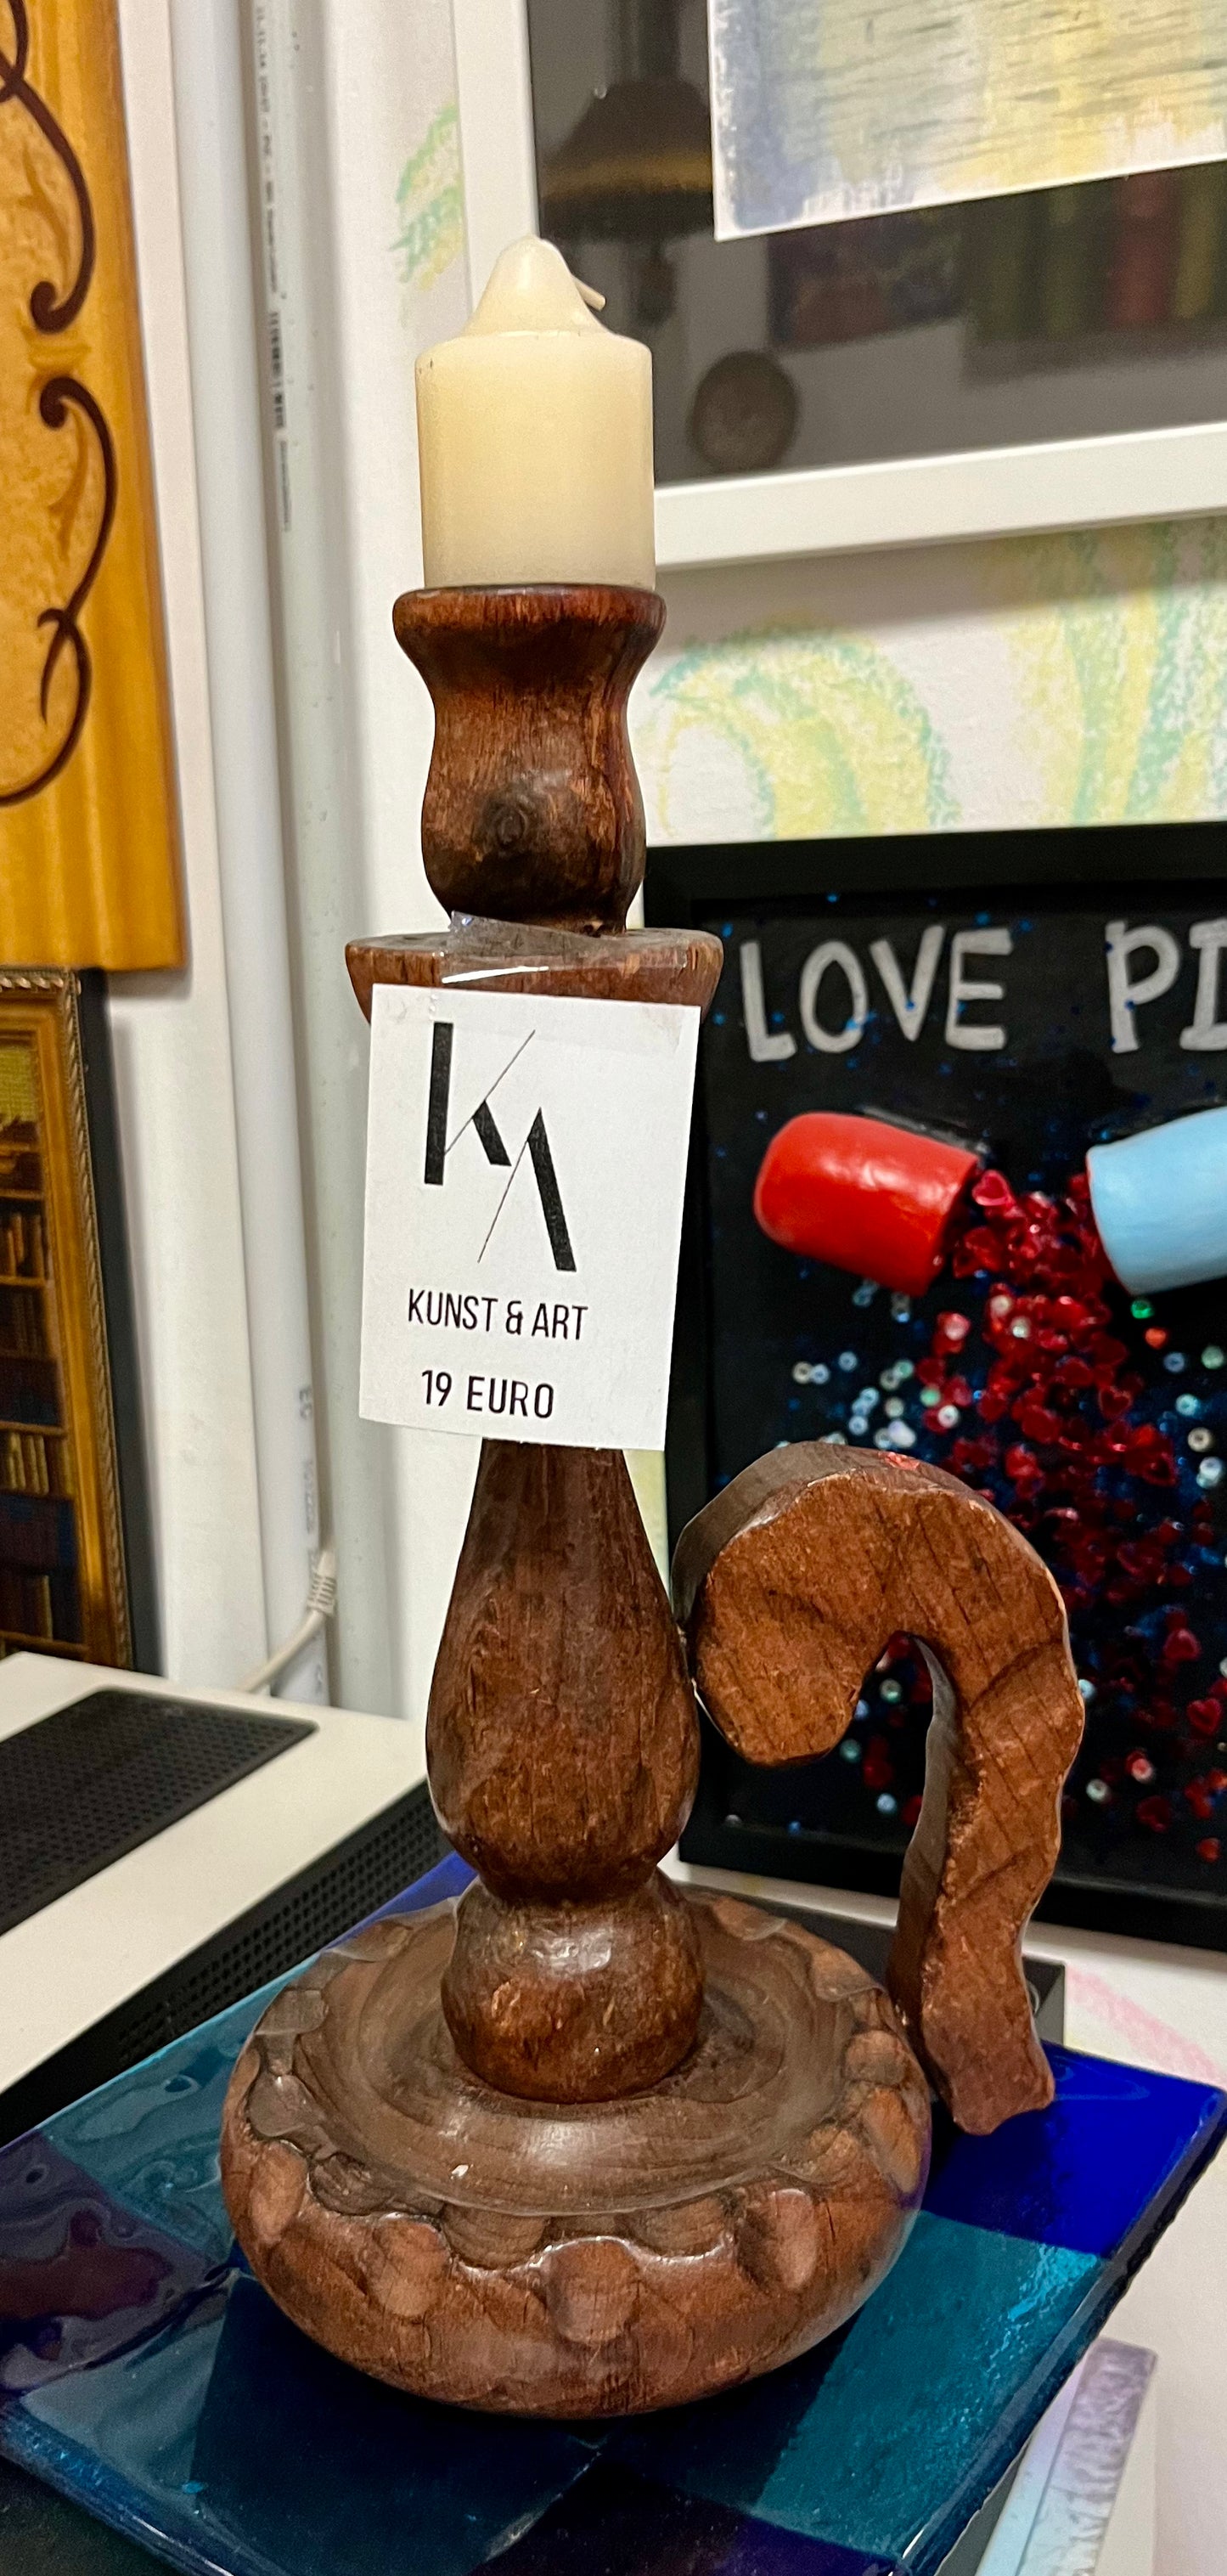 LOVE PI
KA
KUNST & ART
19 EURO